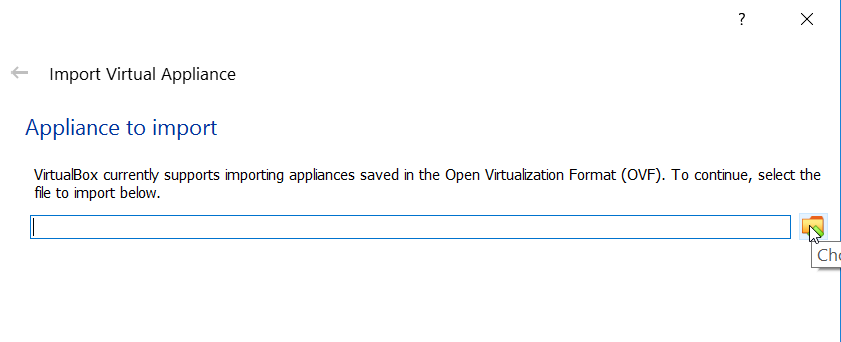 ?
Import Virtual Appliance
Appliance to import
VirtualBox currently supports importing appliances saved in the Open Virtualization Format (OVF). To continue, select the
file to import below.
Cho